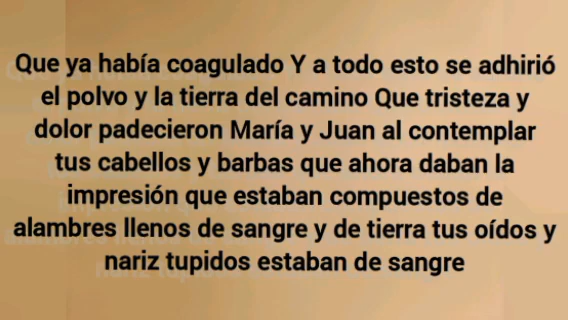 Que ya había coagulado Y a todo esto se adhirió
el polvo y la tierra del camino Que tristeza y
dolor padecieron María y Juan al contemplar
tus cabellos y barbas que ahora daban la
impresión que estaban compuestos de
alambres llenos de sangre y de tierra tus oídos y
nariz tupidos estaban de sangre